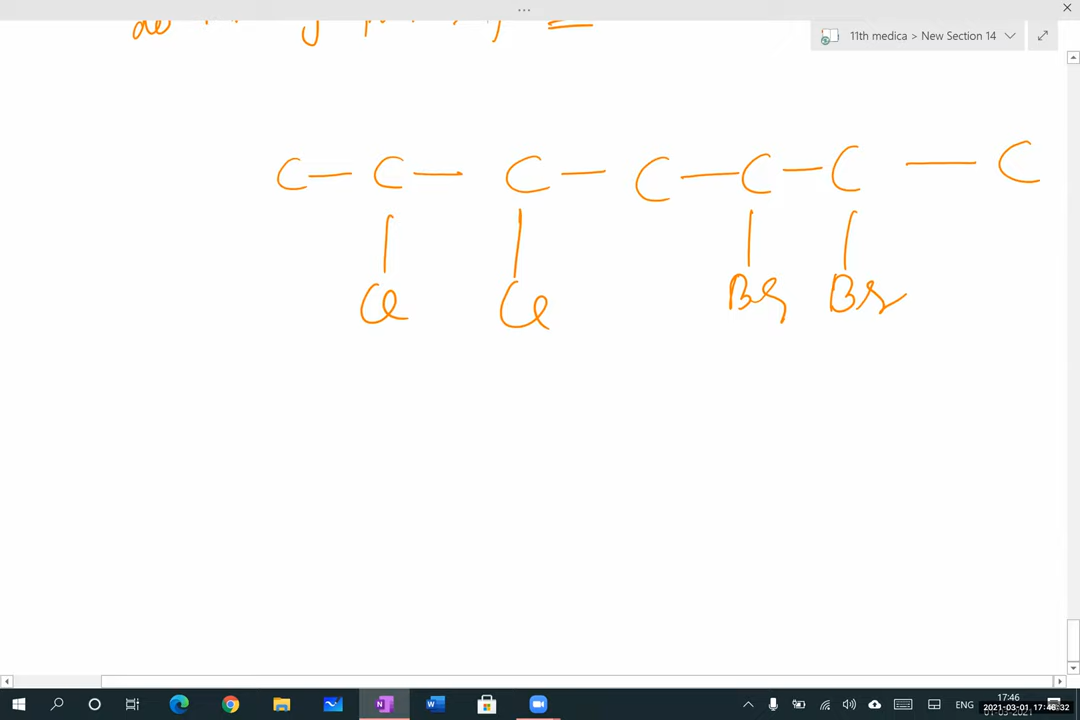 11th medica > New Section 14
C — C — C — C — C — C — C
Cl Cl Br Br
ENG
17:46
2021-03-01, 17:46:32